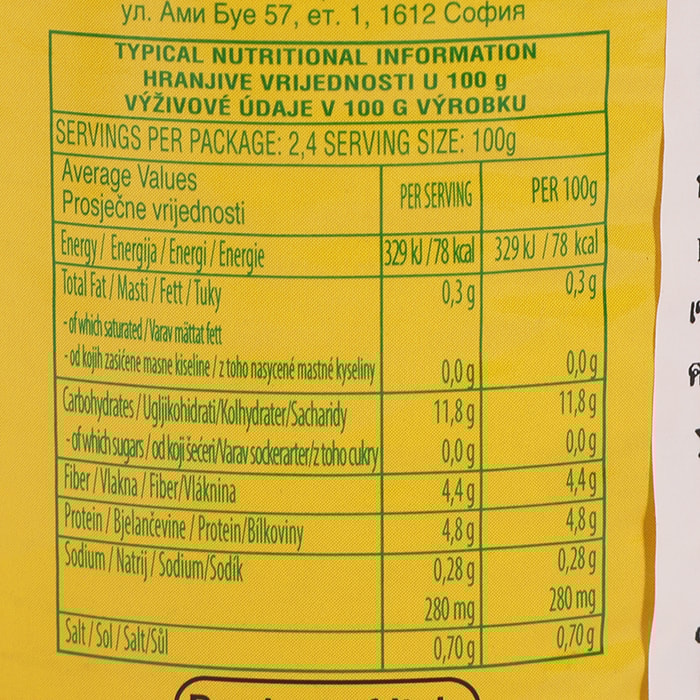 ул. Ами Буе 57, ет. 1, 1612 София
TYPICAL NUTRITIONAL INFORMATION
HRANJIVE VRIJEDNOSTI U 100 g
VÝŽIVOVÉ ÚDAJE V 100 G VÝROBKU
SERVINGS PER PACKAGE: 2,4 SERVING SIZE: 100g
Average Values
Prosječne vrijednosti PER SERVING PER 100g
Energy / Energija / Energi / Energie 329 kJ / 78 kcal 329 kJ / 78 kcal
Total Fat / Masti / Fett / Tuky 0,3 g 0,3 g
- of which saturated / Varav mättat fett
- od kojih zasićene masne kiseline / z toho nasycené mastné kyseliny 0,0 g 0,0 g
Carbohydrates / Ugljikohidrati/Kolhydrater/Sacharidy 11,8 g 11,8 g
- of which sugars / od koji šećeri/Varav sockerarter/z toho cukry 0,0 g 0,0 g
Fiber / Vlakna / Fiber/Vláknina 4,4 g 4,4 g
Protein / Bjelančevine / Protein/Bílkoviny 4,8 g 4,8 g
Sodium / Natrij / Sodium/Sodík 0,28 g 0,28 g
280 mg 280 mg
Salt / Sol / Salt/Sůl 0,70 g 0,70 g